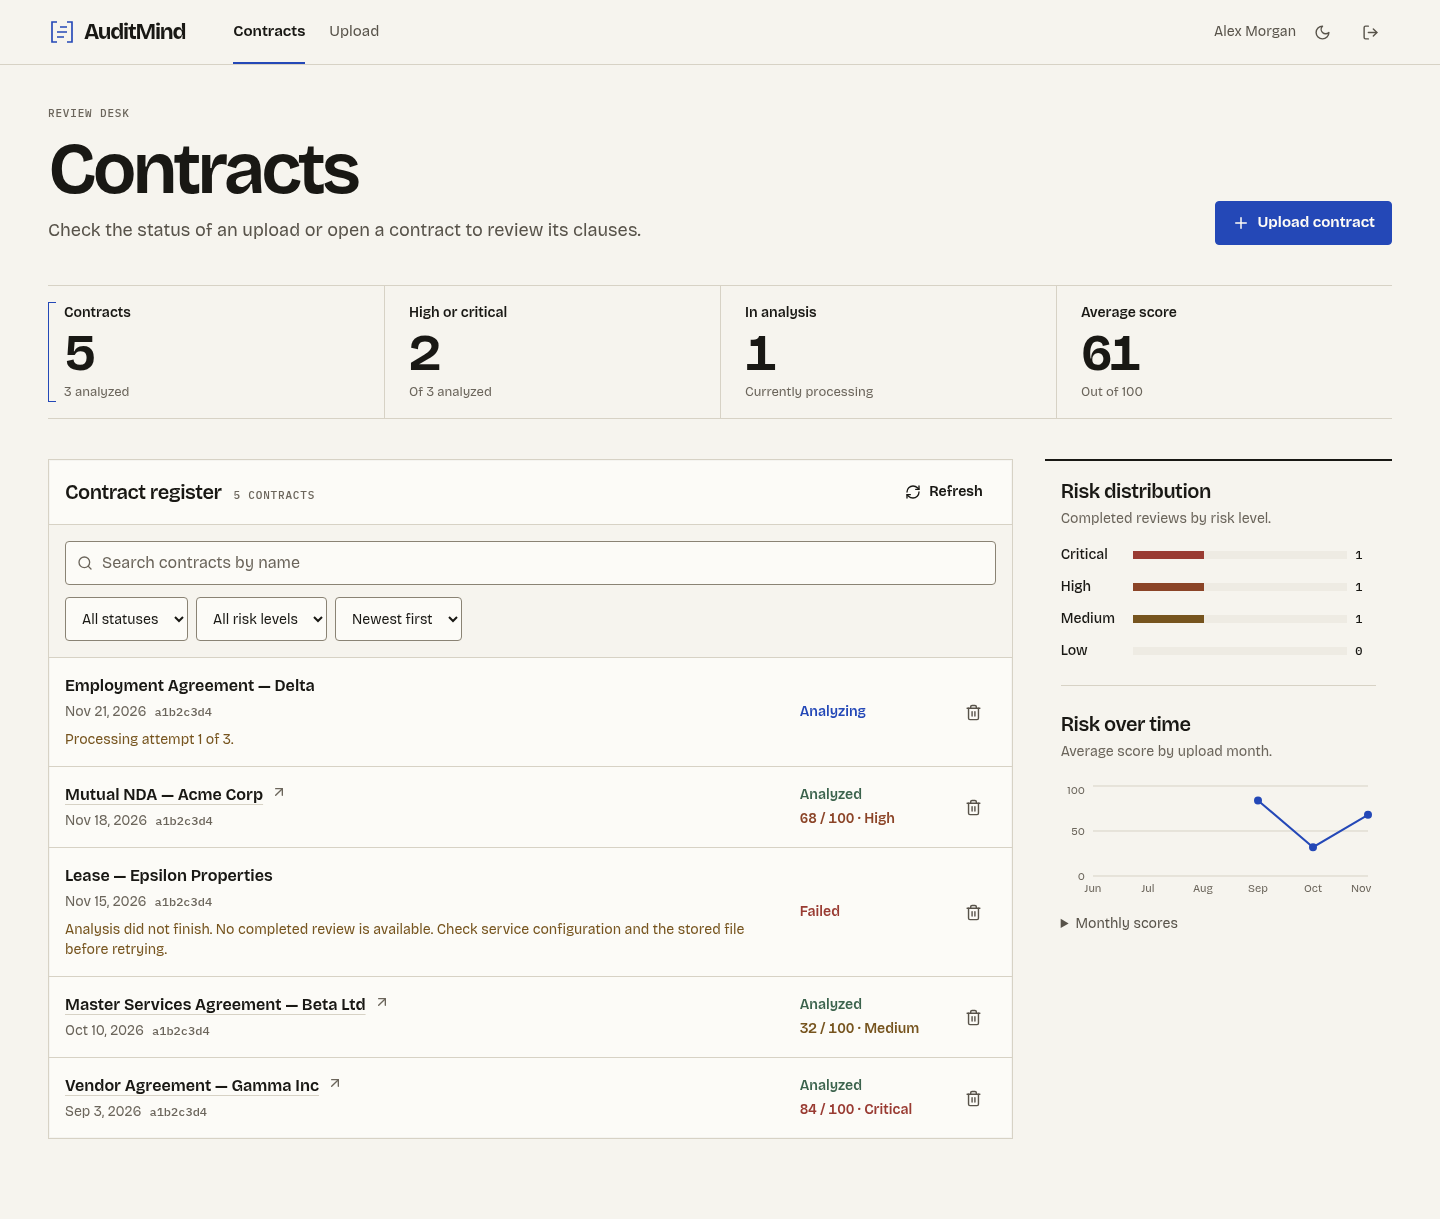 AuditMind
Contracts
Upload
Alex Morgan
REVIEW DESK
Contracts
Check the status of an upload or open a contract to review its clauses.
Upload contract
Contracts
5
3 analyzed
High or critical
2
Of 3 analyzed
In analysis
1
Currently processing
Average score
61
Out of 100
Contract register 5 CONTRACTS
Refresh
Search contracts by name
All statuses
All risk levels
Newest first
Employment Agreement — Delta
Nov 21, 2026 a1b2c3d4
Processing attempt 1 of 3.
Analyzing
Mutual NDA — Acme Corp
Nov 18, 2026 a1b2c3d4
Analyzed
68 / 100 · High
Lease — Epsilon Properties
Nov 15, 2026 a1b2c3d4
Analysis did not finish. No completed review is available. Check service configuration and the stored file
before retrying.
Failed
Master Services Agreement — Beta Ltd
Oct 10, 2026 a1b2c3d4
Analyzed
32 / 100 · Medium
Vendor Agreement — Gamma Inc
Sep 3, 2026 a1b2c3d4
Analyzed
84 / 100 · Critical
Risk distribution
Completed reviews by risk level.
Critical 1
High 1
Medium 1
Low 0
Risk over time
Average score by upload month.
100
50
0
Jun Jul Aug Sep Oct Nov
Monthly scores